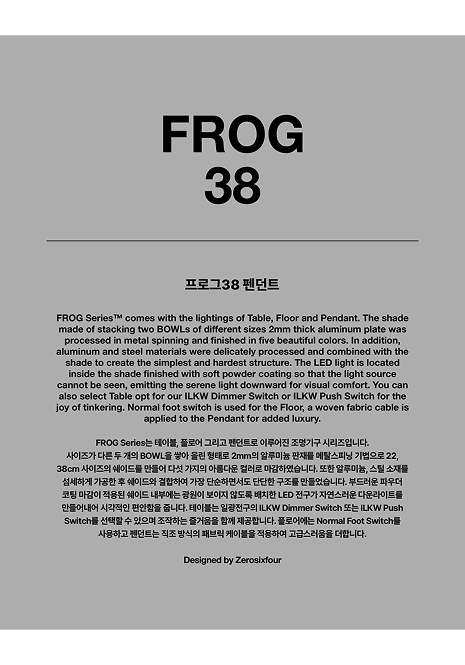 FROG
38
프로그38 펜던트
FROG Series™ comes with the lightings of Table, Floor and Pendant. The shade
made of stacking two BOWLs of different sizes 2mm thick aluminum plate was
processed in metal spinning and finished in five beautiful colors. In addition,
aluminum and steel materials were delicately processed and combined with the
shade to create the simplest and hardest structure. The LED light is located
inside the shade finished with soft powder coating so that the light source
cannot be seen, emitting the serene light downward for visual comfort. You can
also select Table opt for our ILKW Dimmer Switch or ILKW Push Switch for the
joy of tinkering. Normal foot switch is used for the Floor, a woven fabric cable is
applied to the Pendant for added luxury.
FROG Series는 테이블, 플로어 그리고 펜던트로 이루어진 조명기구 시리즈입니다.
사이즈가 다른 두 개의 BOWL을 쌓아 올린 형태로 2mm의 알루미늄 판재를 메탈스피닝 기법으로 22,
38cm 사이즈의 쉐이드를 만들어 다섯 가지의 아름다운 컬러로 마감하였습니다. 또한 알루미늄, 스틸 소재를
섬세하게 가공한 후 쉐이드와 결합하여 가장 단순하면서도 단단한 구조를 만들었습니다. 부드러운 파우더
코팅 마감이 적용된 쉐이드 내부에는 광원이 보이지 않도록 배치한 LED 전구가 자연스러운 다운라이트를
만들어내어 시각적인 편안함을 줍니다. 테이블는 일광전구의 ILKW Dimmer Switch 또는 ILKW Push
Switch를 선택할 수 있으며 조작하는 즐거움을 함께 제공합니다. 플로어에는 Normal Foot Switch를
사용하고 펜던트는 직조 방식의 패브릭 케이블을 적용하여 고급스러움을 더합니다.
Designed by Zerosixfour